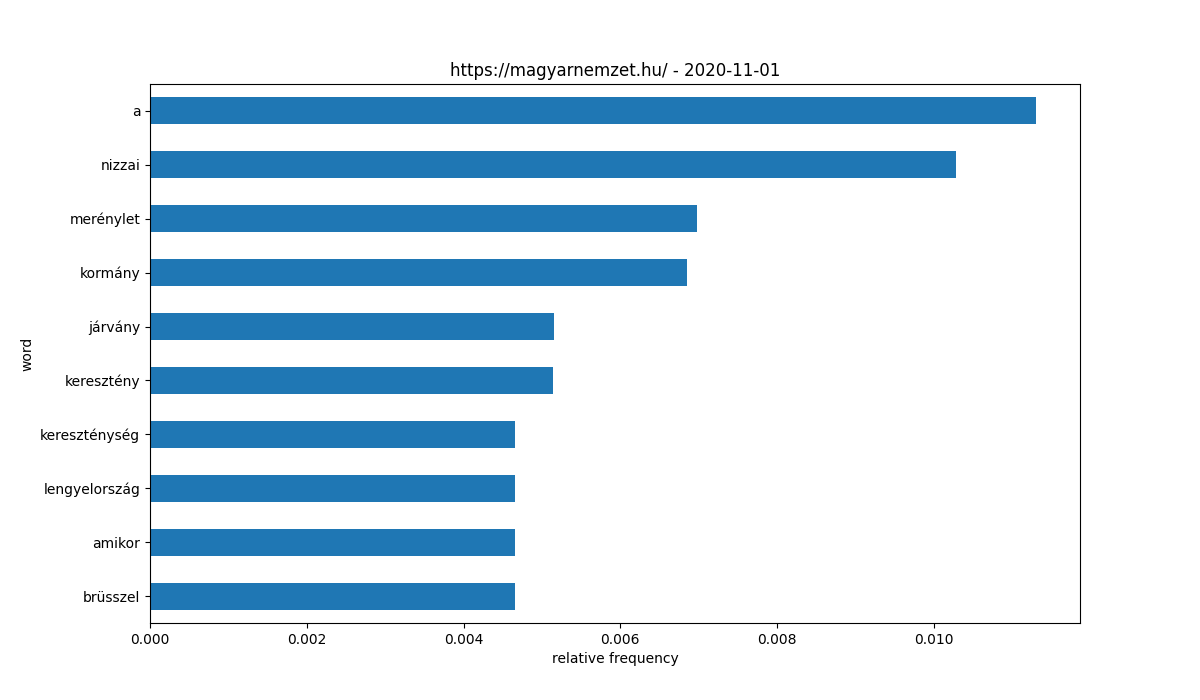 https://magyarnemzet.hu/ - 2020-11-01
a
nizzai
merénylet
kormány
járvány
keresztény
kereszténység
lengyelország
amikor
brüsszel
word
0.000 0.002 0.004 0.006 0.008 0.010
relative frequency